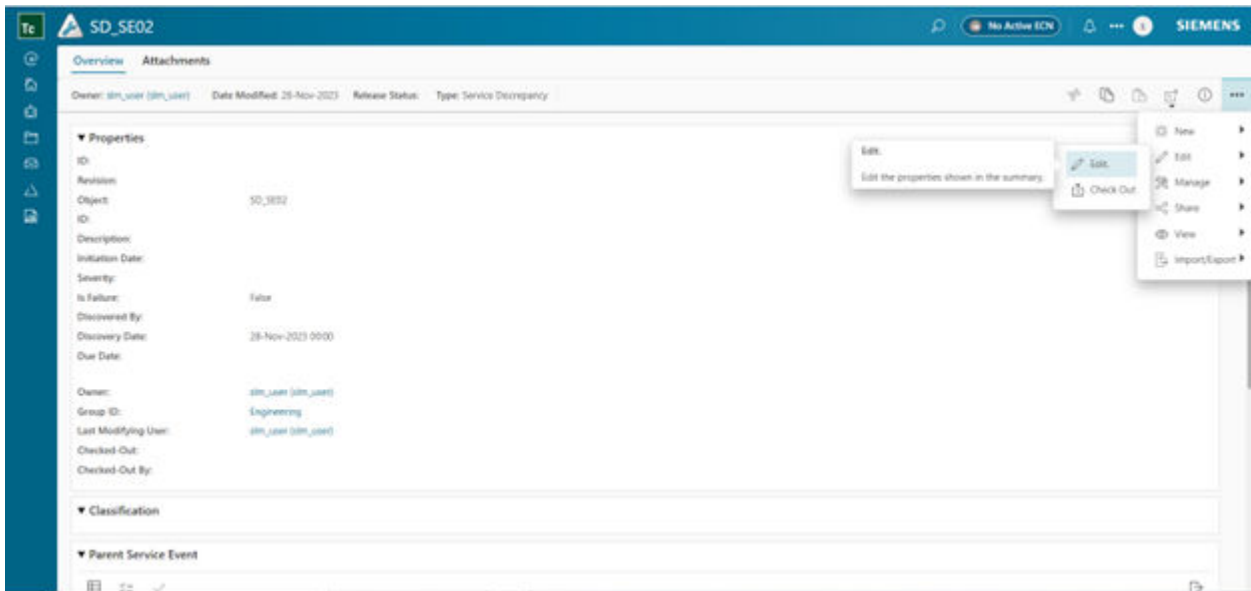 Tc SD_SE02 No Active ECN SIEMENS
Overview Attachments
Owner: slm_user (slm_user) Date Modified: 28-Nov-2023 Release Status: Type: Service Discrepancy
▼ Properties
ID:
Revision:
Object: SD_SE02
ID:
Description:
Initiation Date:
Severity:
Is Failure: False
Discovered By:
Discovery Date: 28-Nov-2023 00:00
Due Date:
Owner: slm_user (slm_user)
Group ID: Engineering
Last Modifying User: slm_user (slm_user)
Checked-Out:
Checked-Out By:
▼ Classification
▼ Parent Service Event
Edit.
Edit the properties shown in the summary.
Edit.
Check Out
New
Edit
Manage
Share
View
Import/Export